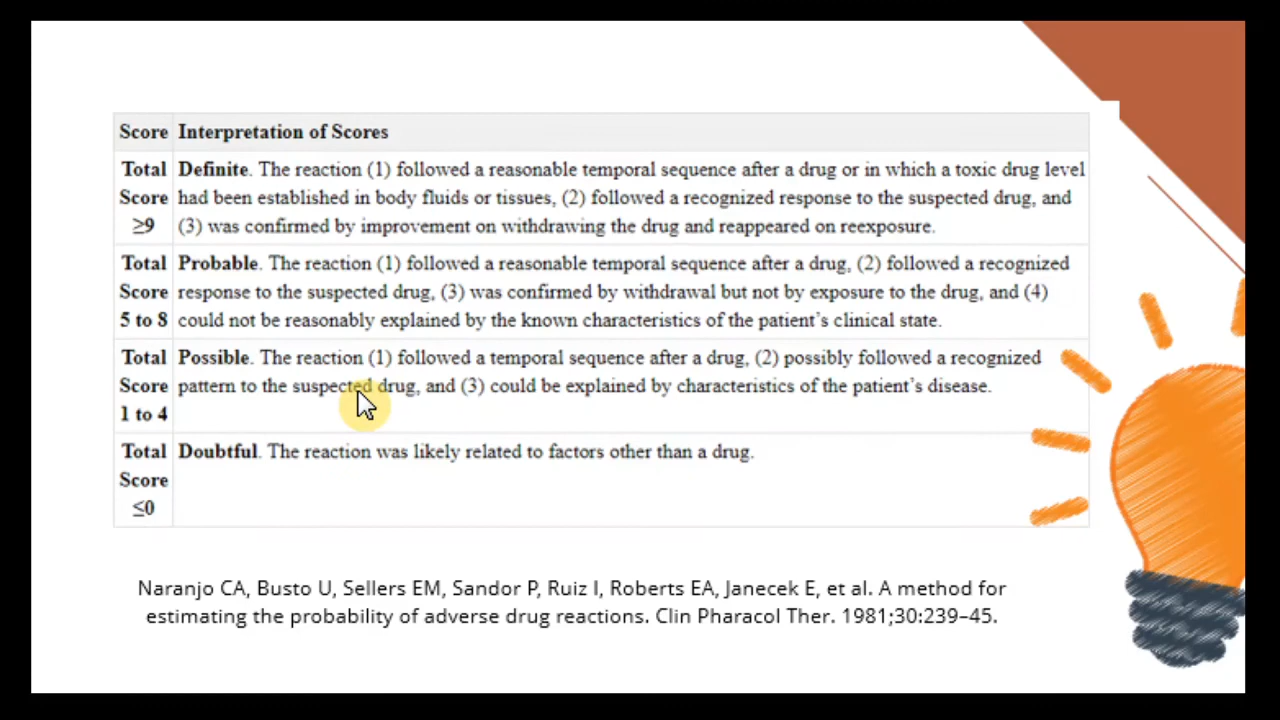 Score Interpretation of Scores
Total Definite. The reaction (1) followed a reasonable temporal sequence after a drug or in which a toxic drug level
Score had been established in body fluids or tissues, (2) followed a recognized response to the suspected drug, and
≥9 (3) was confirmed by improvement on withdrawing the drug and reappeared on reexposure.
Total Probable. The reaction (1) followed a reasonable temporal sequence after a drug, (2) followed a recognized
Score response to the suspected drug, (3) was confirmed by withdrawal but not by exposure to the drug, and (4)
5 to 8 could not be reasonably explained by the known characteristics of the patient’s clinical state.
Total Possible. The reaction (1) followed a temporal sequence after a drug, (2) possibly followed a recognized
Score pattern to the suspected drug, and (3) could be explained by characteristics of the patient’s disease.
1 to 4
Total Doubtful. The reaction was likely related to factors other than a drug.
Score
≤0
Naranjo CA, Busto U, Sellers EM, Sandor P, Ruiz I, Roberts EA, Janecek E, et al. A method for
estimating the probability of adverse drug reactions. Clin Pharacol Ther. 1981;30:239–45.